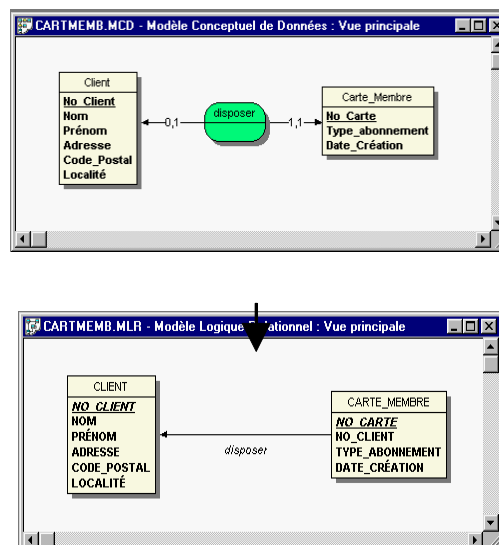 CARTMEMB.MCD - Modèle Conceptuel de Données : Vue principale
Client
No_Client
Nom
Prénom
Adresse
Code_Postal
Localité
0,1
disposer
1,1
Carte_Membre
No_Carte
Type_abonnement
Date_Création
CARTMEMB.MLR - Modèle Logique : Vue principale
CLIENT
NO_CLIENT
NOM
PRÉNOM
ADRESSE
CODE_POSTAL
LOCALITÉ
disposer
CARTE_MEMBRE
NO_CARTE
NO_CLIENT
TYPE_ABONNEMENT
DATE_CRÉATION